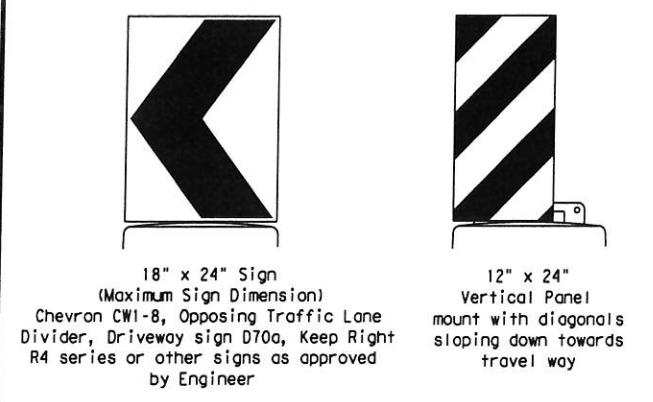 18" x 24" Sign
(Maximum Sign Dimension)
Chevron CW1-8, Opposing Traffic Lane
Divider, Driveway sign D70a, Keep Right
R4 series or other signs as approved
by Engineer
12" x 24"
Vertical Panel
mount with diagonals
sloping down towards
travel way